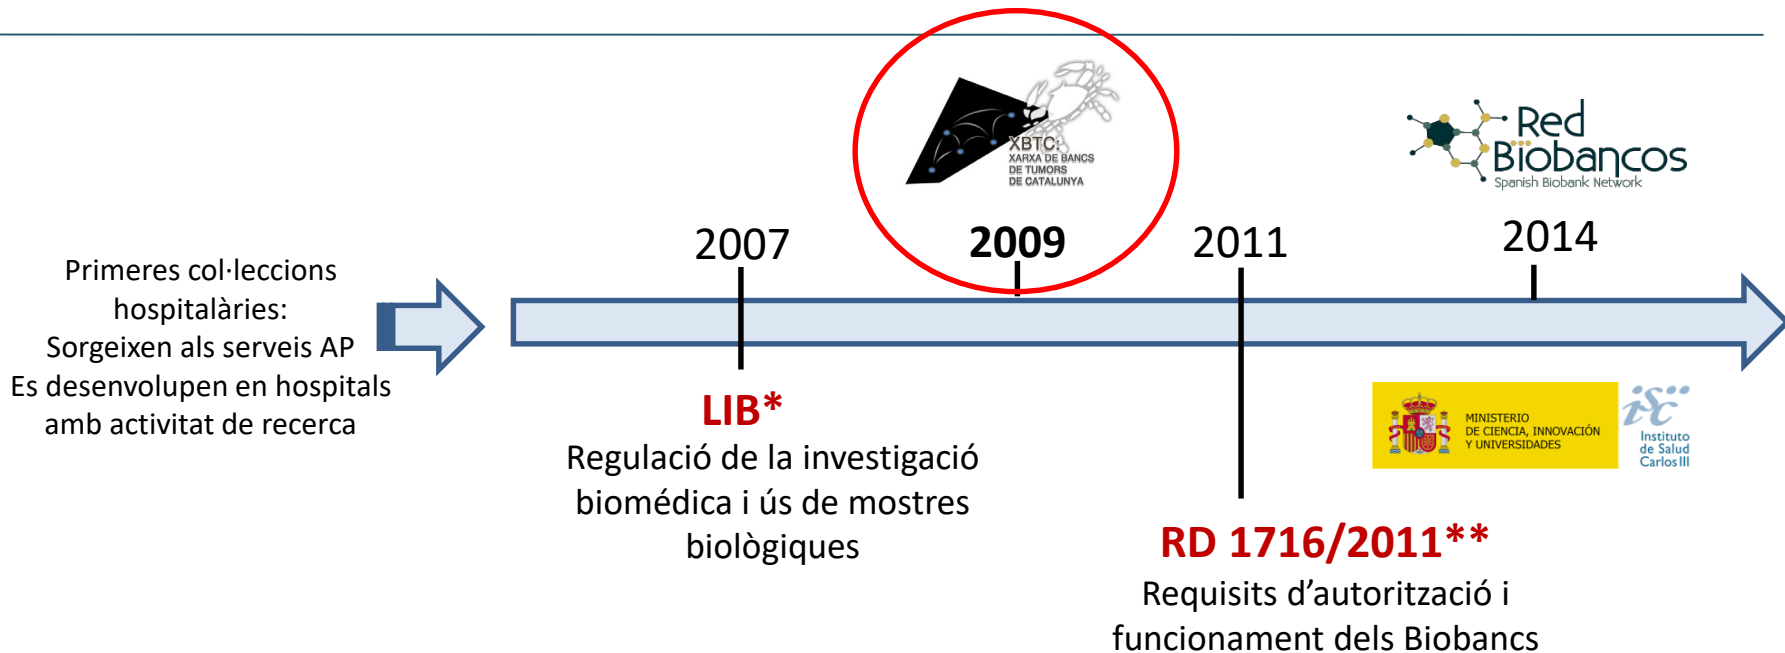 XBTC:
XARXA DE BANCS
DE TUMORS
DE CATALUNYA
Red
Biobancos
Spanish Biobank Network
2007
2009
2011
2014
Primeres col·leccions
hospitalàries:
Sorgeixen als serveis AP
Es desenvolupen en hospitals
amb activitat de recerca
LIB*
Regulació de la investigació
biomédica i ús de mostres
biològiques
MINISTERIO
DE CIENCIA, INNOVACIÓN
Y UNIVERSIDADES
isc
Instituto
de Salud
Carlos III
RD 1716/2011**
Requisits d’autorització i
funcionament dels Biobancs